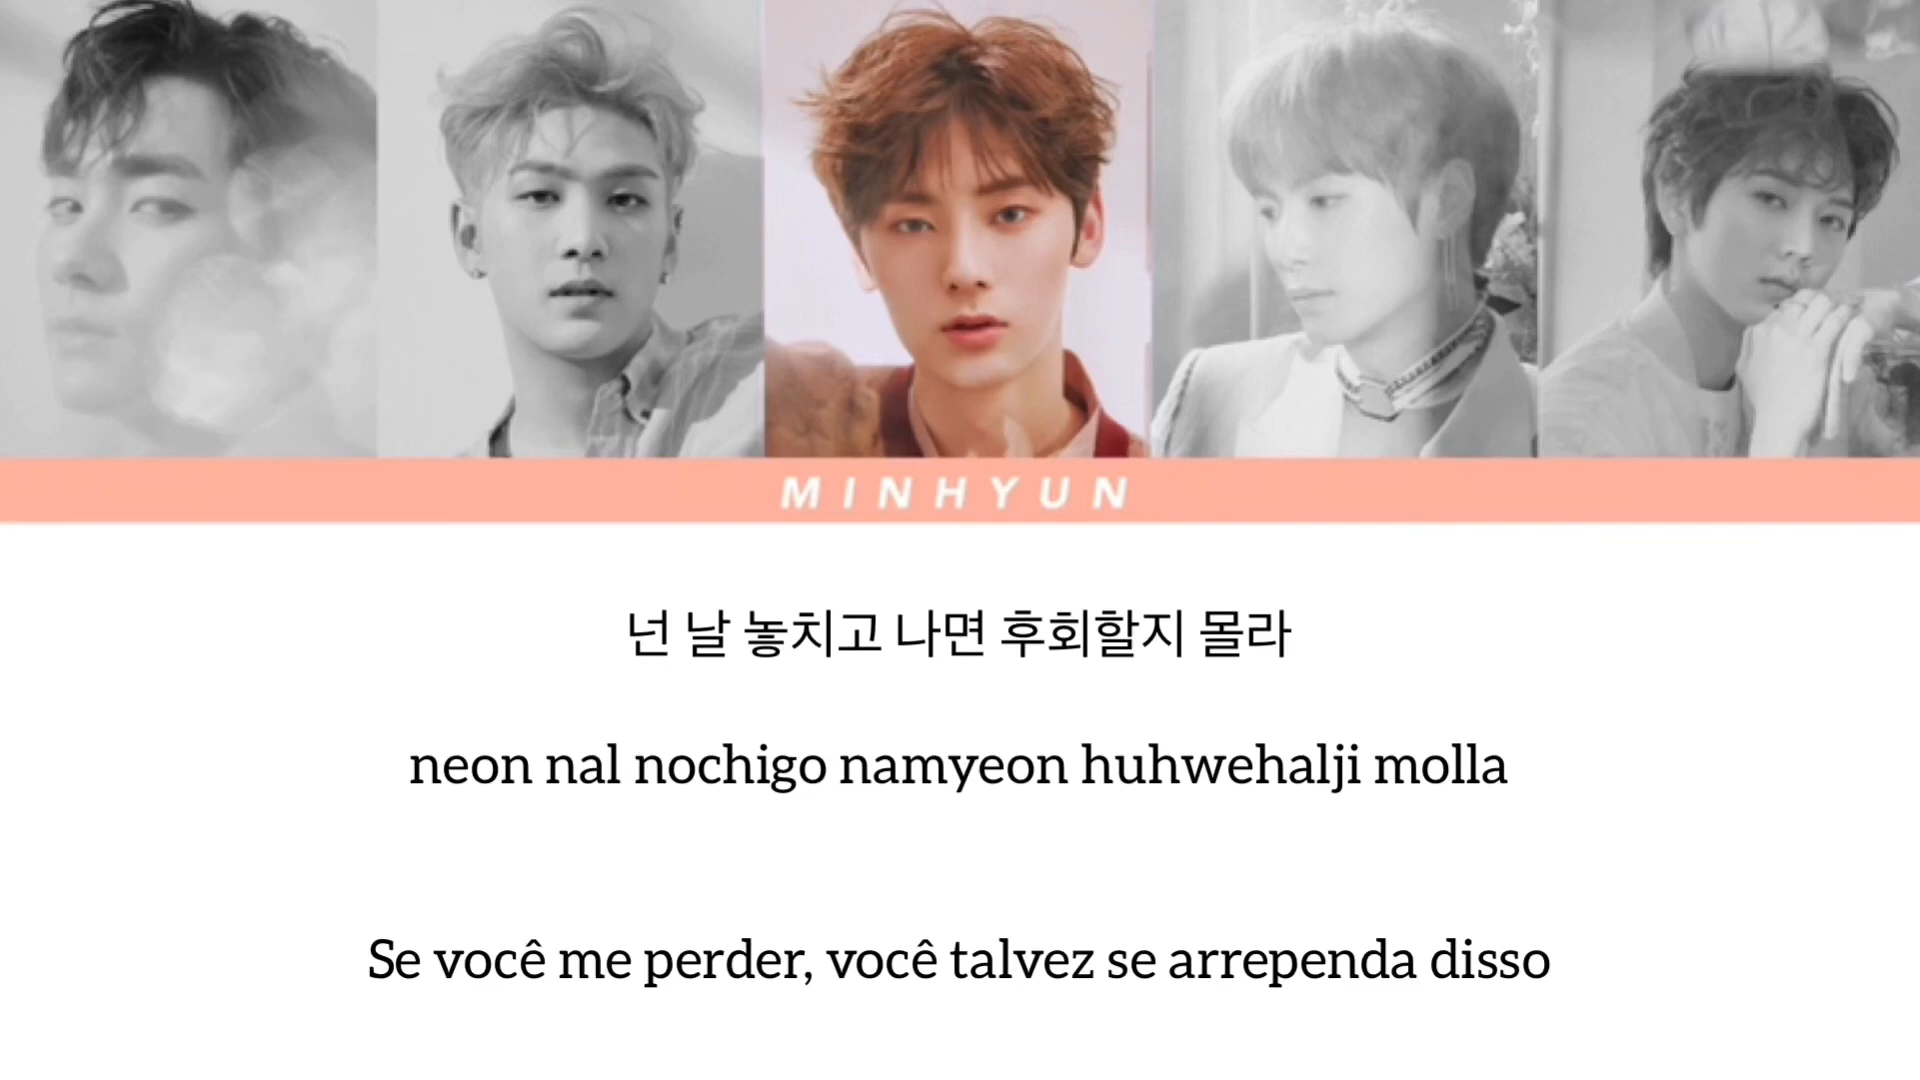 MINHYUN
넌 날 놓치고 나면 후회할지 몰라
neon nal nochigo namyeon huhwehalji molla
Se você me perder, você talvez se arrependa disso